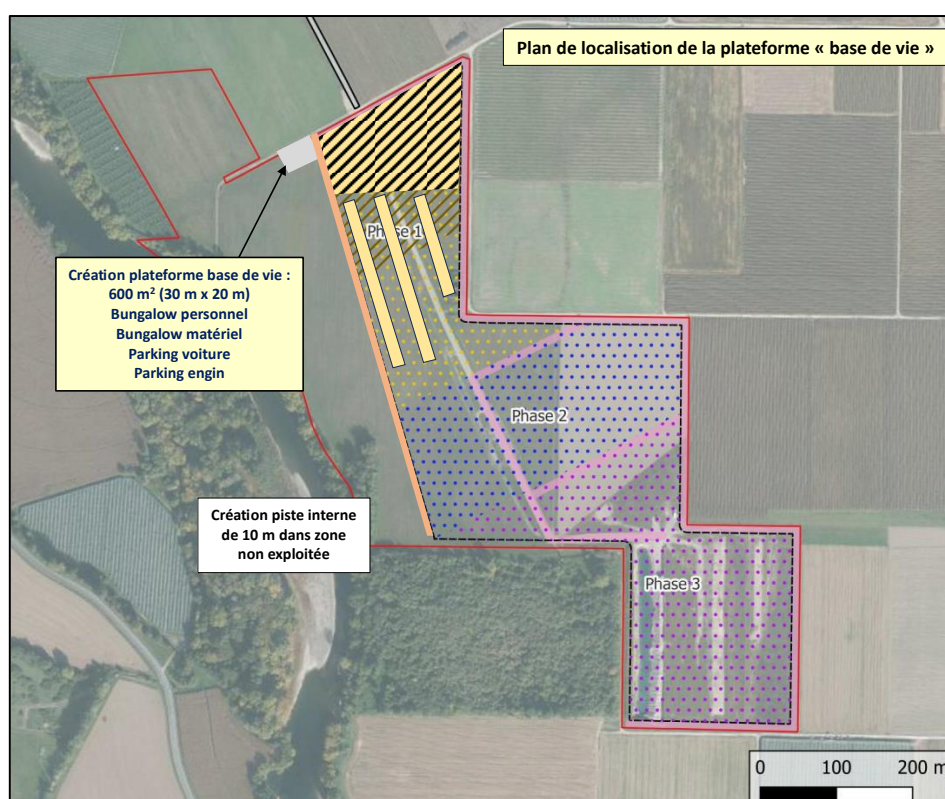 Plan de localisation de la plateforme « base de vie »
Phase 1
Création plateforme base de vie :
600 m² (30 m x 20 m)
Bungalow personnel
Bungalow matériel
Parking voiture
Parking engin
Phase 2
Création piste interne
de 10 m dans zone
non exploitée
Phase 3
0 100 200 m